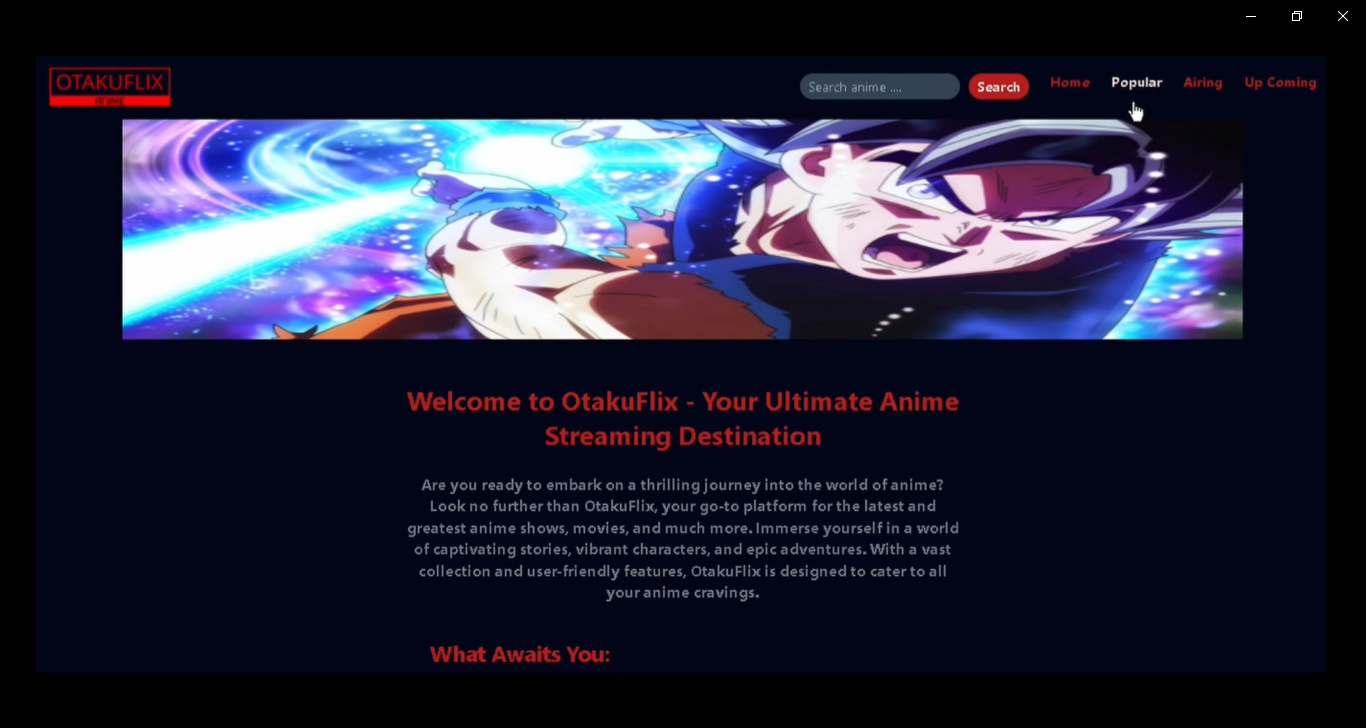 OTAKUFLIX
ANIME
Search anime ....
Search
Home
Popular
Airing
Up Coming
Welcome to OtakuFlix - Your Ultimate Anime
Streaming Destination
Are you ready to embark on a thrilling journey into the world of anime?
Look no further than OtakuFlix, your go-to platform for the latest and
greatest anime shows, movies, and much more. Immerse yourself in a world
of captivating stories, vibrant characters, and epic adventures. With a vast
collection and user-friendly features, OtakuFlix is designed to cater to all
your anime cravings.
What Awaits You: